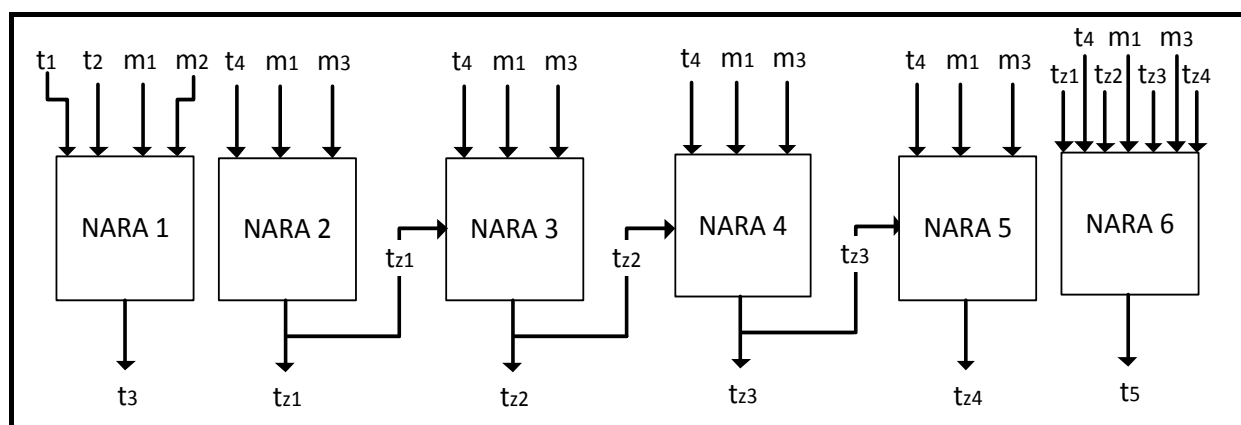 t4 m1 m3
t1 t2 m1 m2 t4 m1 m3 t4 m1 m3 t4 m1 m3 t4 m1 m3 tz1 tz2 tz3 tz4
NARA 1 NARA 2 NARA 3 NARA 4 NARA 5 NARA 6
tz1 tz2 tz3
t3 tz1 tz2 tz3 tz4 t5